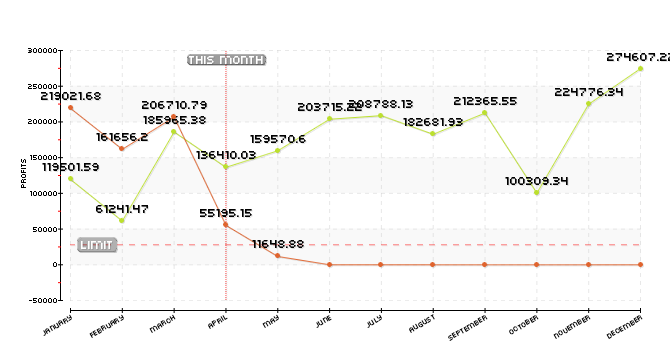 274607.22
300000
THIS MONTH
250000
219021.68
206710.79
203715.22
208788.13
212365.55
224776.34
200000
185965.38
182681.93
161656.2
159570.6
150000
136410.03
119501.59
100309.34
100000
61241.47
55195.15
50000
LIMIT
11648.88
0
-50000
PROFITS
JANUARY
FEBRUARY
MARCH
APRIL
MAY
JUNE
JULY
AUGUST
SEPTEMBER
OCTOBER
NOVEMBER
DECEMBER